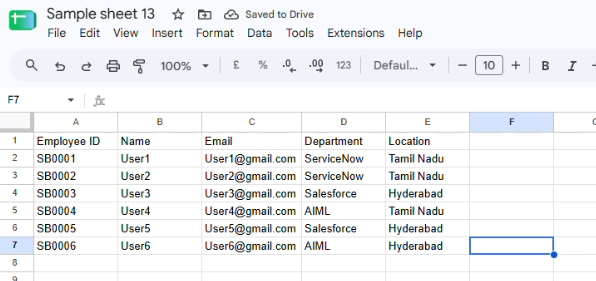 Sample sheet 13 Saved to Drive
File Edit View Insert Format Data Tools Extensions Help
100% £ % .0 .00 123 Defaul... − 10 + B I
F7 fx
A B C D E F
1 Employee ID Name Email Department Location
2 SB0001 User1 User1@gmail.com ServiceNow Tamil Nadu
3 SB0002 User2 User2@gmail.com ServiceNow Tamil Nadu
4 SB0003 User3 User3@gmail.com Salesforce Hyderabad
5 SB0004 User4 User4@gmail.com AIML Tamil Nadu
6 SB0005 User5 User5@gmail.com Salesforce Hyderabad
7 SB0006 User6 User6@gmail.com AIML Hyderabad
8